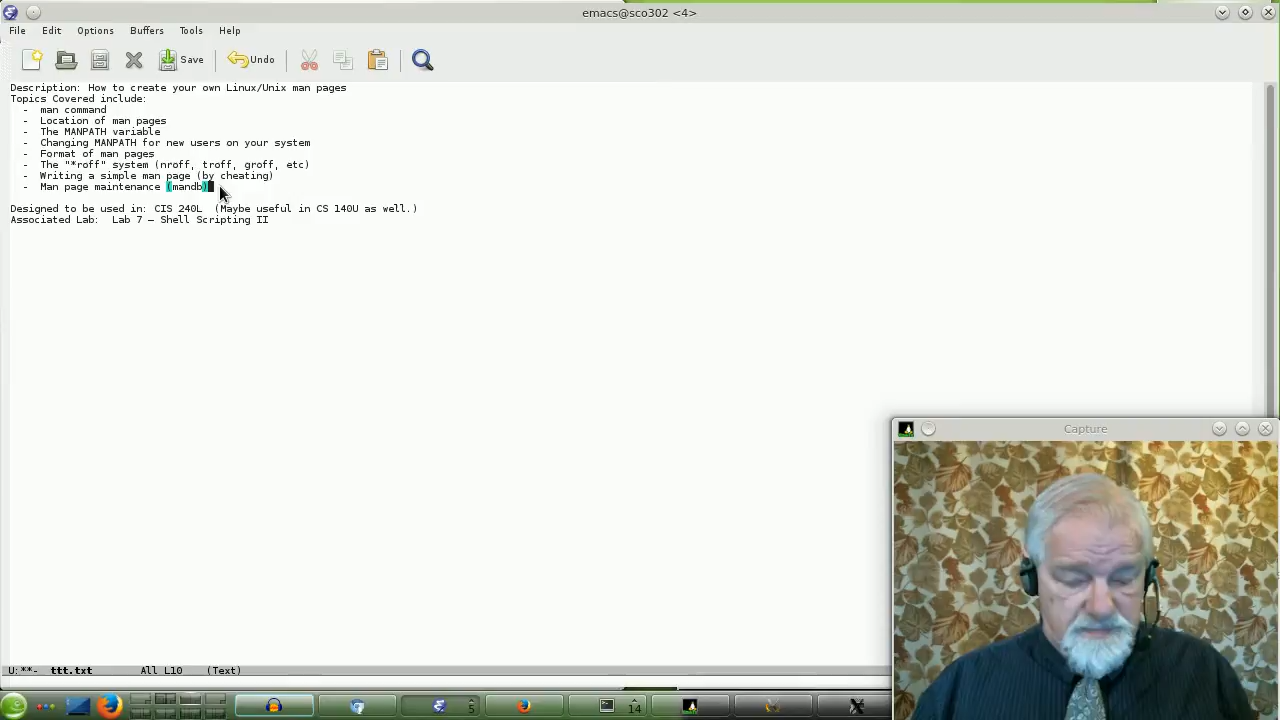 emacs@sco302 <4>
File Edit Options Buffers Tools Help
Save Undo
Description: How to create your own Linux/Unix man pages
Topics Covered include:
- man command
- Location of man pages
- The MANPATH variable
- Changing MANPATH for new users on your system
- Format of man pages
- The "*roff" system (nroff, troff, groff, etc)
- Writing a simple man page (by cheating)
- Man page maintenance (mandb)
Designed to be used in: CIS 240L (Maybe useful in CS 140U as well.)
Associated Lab: Lab 7 – Shell Scripting II
Capture
U:**- ttt.txt All L10 (Text)
5
14